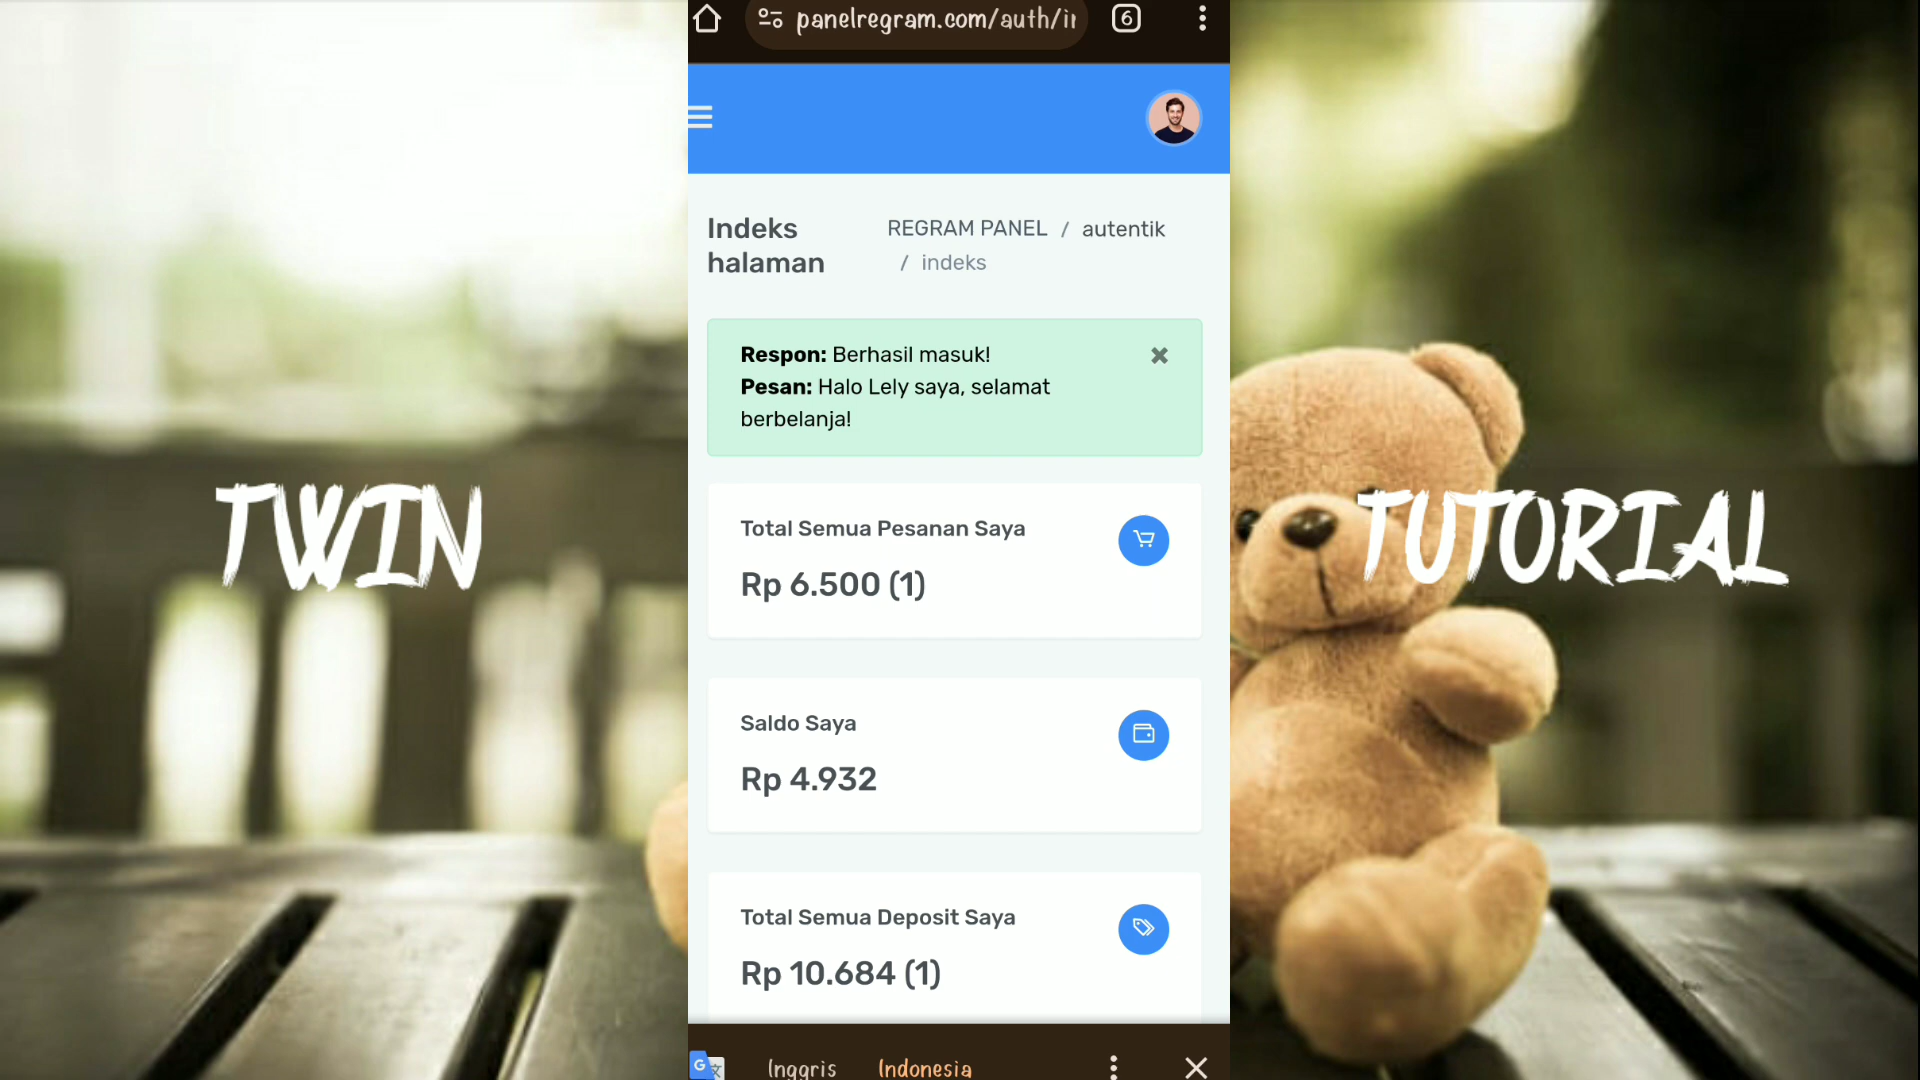 6
panelregram.com/auth/
Indeks
halaman
REGRAM PANEL / autentik
/ indeks
Respon: Berhasil masuk!
Pesan: Halo Lely saya, selamat
berbelanja!
TWIN
TUTORIAL
Total Semua Pesanan Saya
Rp 6.500 (1)
Saldo Saya
Rp 4.932
Total Semua Deposit Saya
Rp 10.684 (1)
G
Inggris
Indonesia